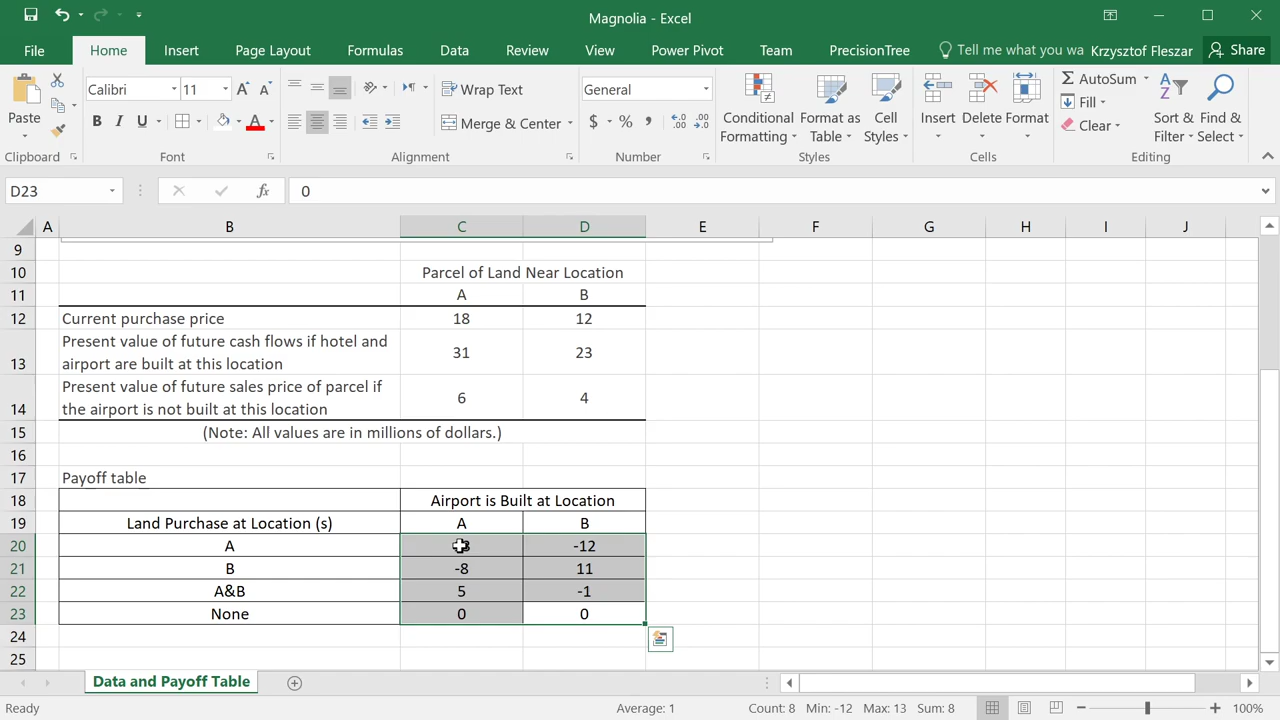 Magnolia - Excel
File Home Insert Page Layout Formulas Data Review View Power Pivot Team PrecisionTree Tell me what you wa Krzysztof Fleszar Share
Paste
Calibri 11
B I U
Wrap Text
Merge & Center
General
$ % ,
Conditional Formatting
Format as Table
Cell Styles
Insert Delete Format
AutoSum
Fill
Clear
Sort & Filter
Find & Select
Clipboard Font Alignment Number Styles Cells Editing
D23 fx 0
A B C D E F G H I J
9
10 Parcel of Land Near Location
11 A B
12 Current purchase price 18 12
Present value of future cash flows if hotel and
13 airport are built at this location 31 23
Present value of future sales price of parcel if
14 the airport is not built at this location 6 4
15 (Note: All values are in millions of dollars.)
16
17 Payoff table
18 Airport is Built at Location
19 Land Purchase at Location (s) A B
20 A -12
21 B -8 11
22 A&B 5 -1
23 None 0 0
24
25
Data and Payoff Table
Ready Average: 1 Count: 8 Min: -12 Max: 13 Sum: 8 100%